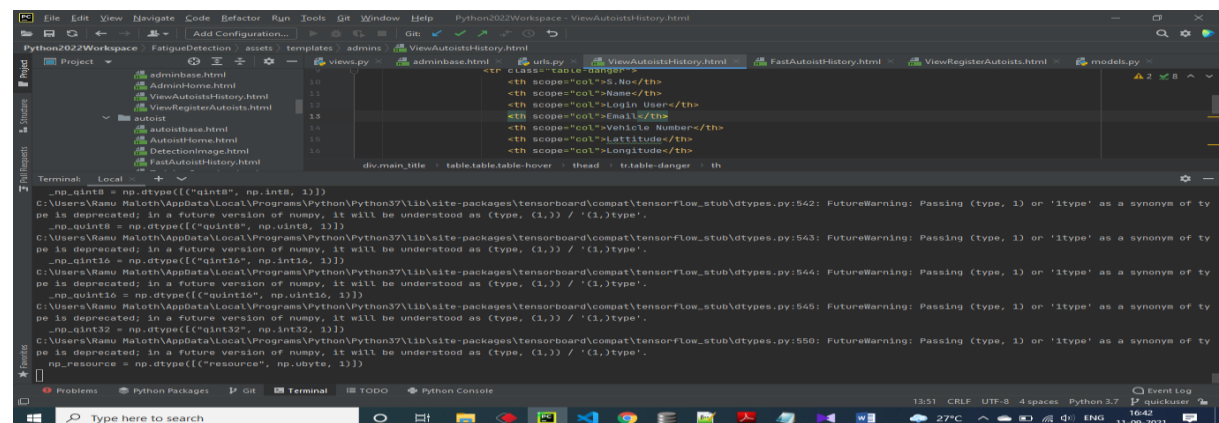 PC File Edit View Navigate Code Refactor Run Tools Git Window Help Python2022Workspace - ViewAutoistsHistory.html
Add Configuration... Git:
Python2022Workspace FatigueDetection assets templates admins ViewAutoistsHistory.html
Project views.py adminbase.html urls.py ViewAutoistsHistory.html FastAutoistHistory.html ViewRegisterAutoists.html models.py
adminbase.html
AdminHome.html
ViewAutoistsHistory.html
ViewRegisterAutoists.html
autoist
autoistbase.html
AutoistHome.html
DetectionImage.html
FastAutoistHistory.html
<tr class="table-danger">
<th scope="col">S.No</th>
11 <th scope="col">Name</th>
12 <th scope="col">Login User</th>
13 <th scope="col">Email</th>
<th scope="col">Vehicle Number</th>
<th scope="col">Lattitude</th>
16 <th scope="col">Longitude</th>
2 8
div.main_title table.table.table-hover thead tr.table-danger th
Project
Structure
Pull Requests
Favorites
Terminal: Local +
_np_qint8 = np.dtype([("qint8", np.int8, 1)])
C:\Users\Ramu Maloth\AppData\Local\Programs\Python\Python37\lib\site-packages\tensorboard\compat\tensorflow_stub\dtypes.py:542: FutureWarning: Passing (type, 1) or '1type' as a synonym of ty
pe is deprecated; in a future version of numpy, it will be understood as (type, (1,)) / '(1,)type'.
_np_quint8 = np.dtype([("quint8", np.uint8, 1)])
C:\Users\Ramu Maloth\AppData\Local\Programs\Python\Python37\lib\site-packages\tensorboard\compat\tensorflow_stub\dtypes.py:543: FutureWarning: Passing (type, 1) or '1type' as a synonym of ty
pe is deprecated; in a future version of numpy, it will be understood as (type, (1,)) / '(1,)type'.
_np_qint16 = np.dtype([("qint16", np.int16, 1)])
C:\Users\Ramu Maloth\AppData\Local\Programs\Python\Python37\lib\site-packages\tensorboard\compat\tensorflow_stub\dtypes.py:544: FutureWarning: Passing (type, 1) or '1type' as a synonym of ty
pe is deprecated; in a future version of numpy, it will be understood as (type, (1,)) / '(1,)type'.
_np_quint16 = np.dtype([("quint16", np.uint16, 1)])
C:\Users\Ramu Maloth\AppData\Local\Programs\Python\Python37\lib\site-packages\tensorboard\compat\tensorflow_stub\dtypes.py:545: FutureWarning: Passing (type, 1) or '1type' as a synonym of ty
pe is deprecated; in a future version of numpy, it will be understood as (type, (1,)) / '(1,)type'.
_np_qint32 = np.dtype([("qint32", np.int32, 1)])
C:\Users\Ramu Maloth\AppData\Local\Programs\Python\Python37\lib\site-packages\tensorboard\compat\tensorflow_stub\dtypes.py:550: FutureWarning: Passing (type, 1) or '1type' as a synonym of ty
pe is deprecated; in a future version of numpy, it will be understood as (type, (1,)) / '(1,)type'.
np_resource = np.dtype([("resource", np.ubyte, 1)])
Problems Python Packages Git Terminal TODO Python Console Event Log
13:51 CRLF UTF-8 4 spaces Python 3.7 quickuser
Type here to search PC 27°C ENG 16:42
11-09-2021